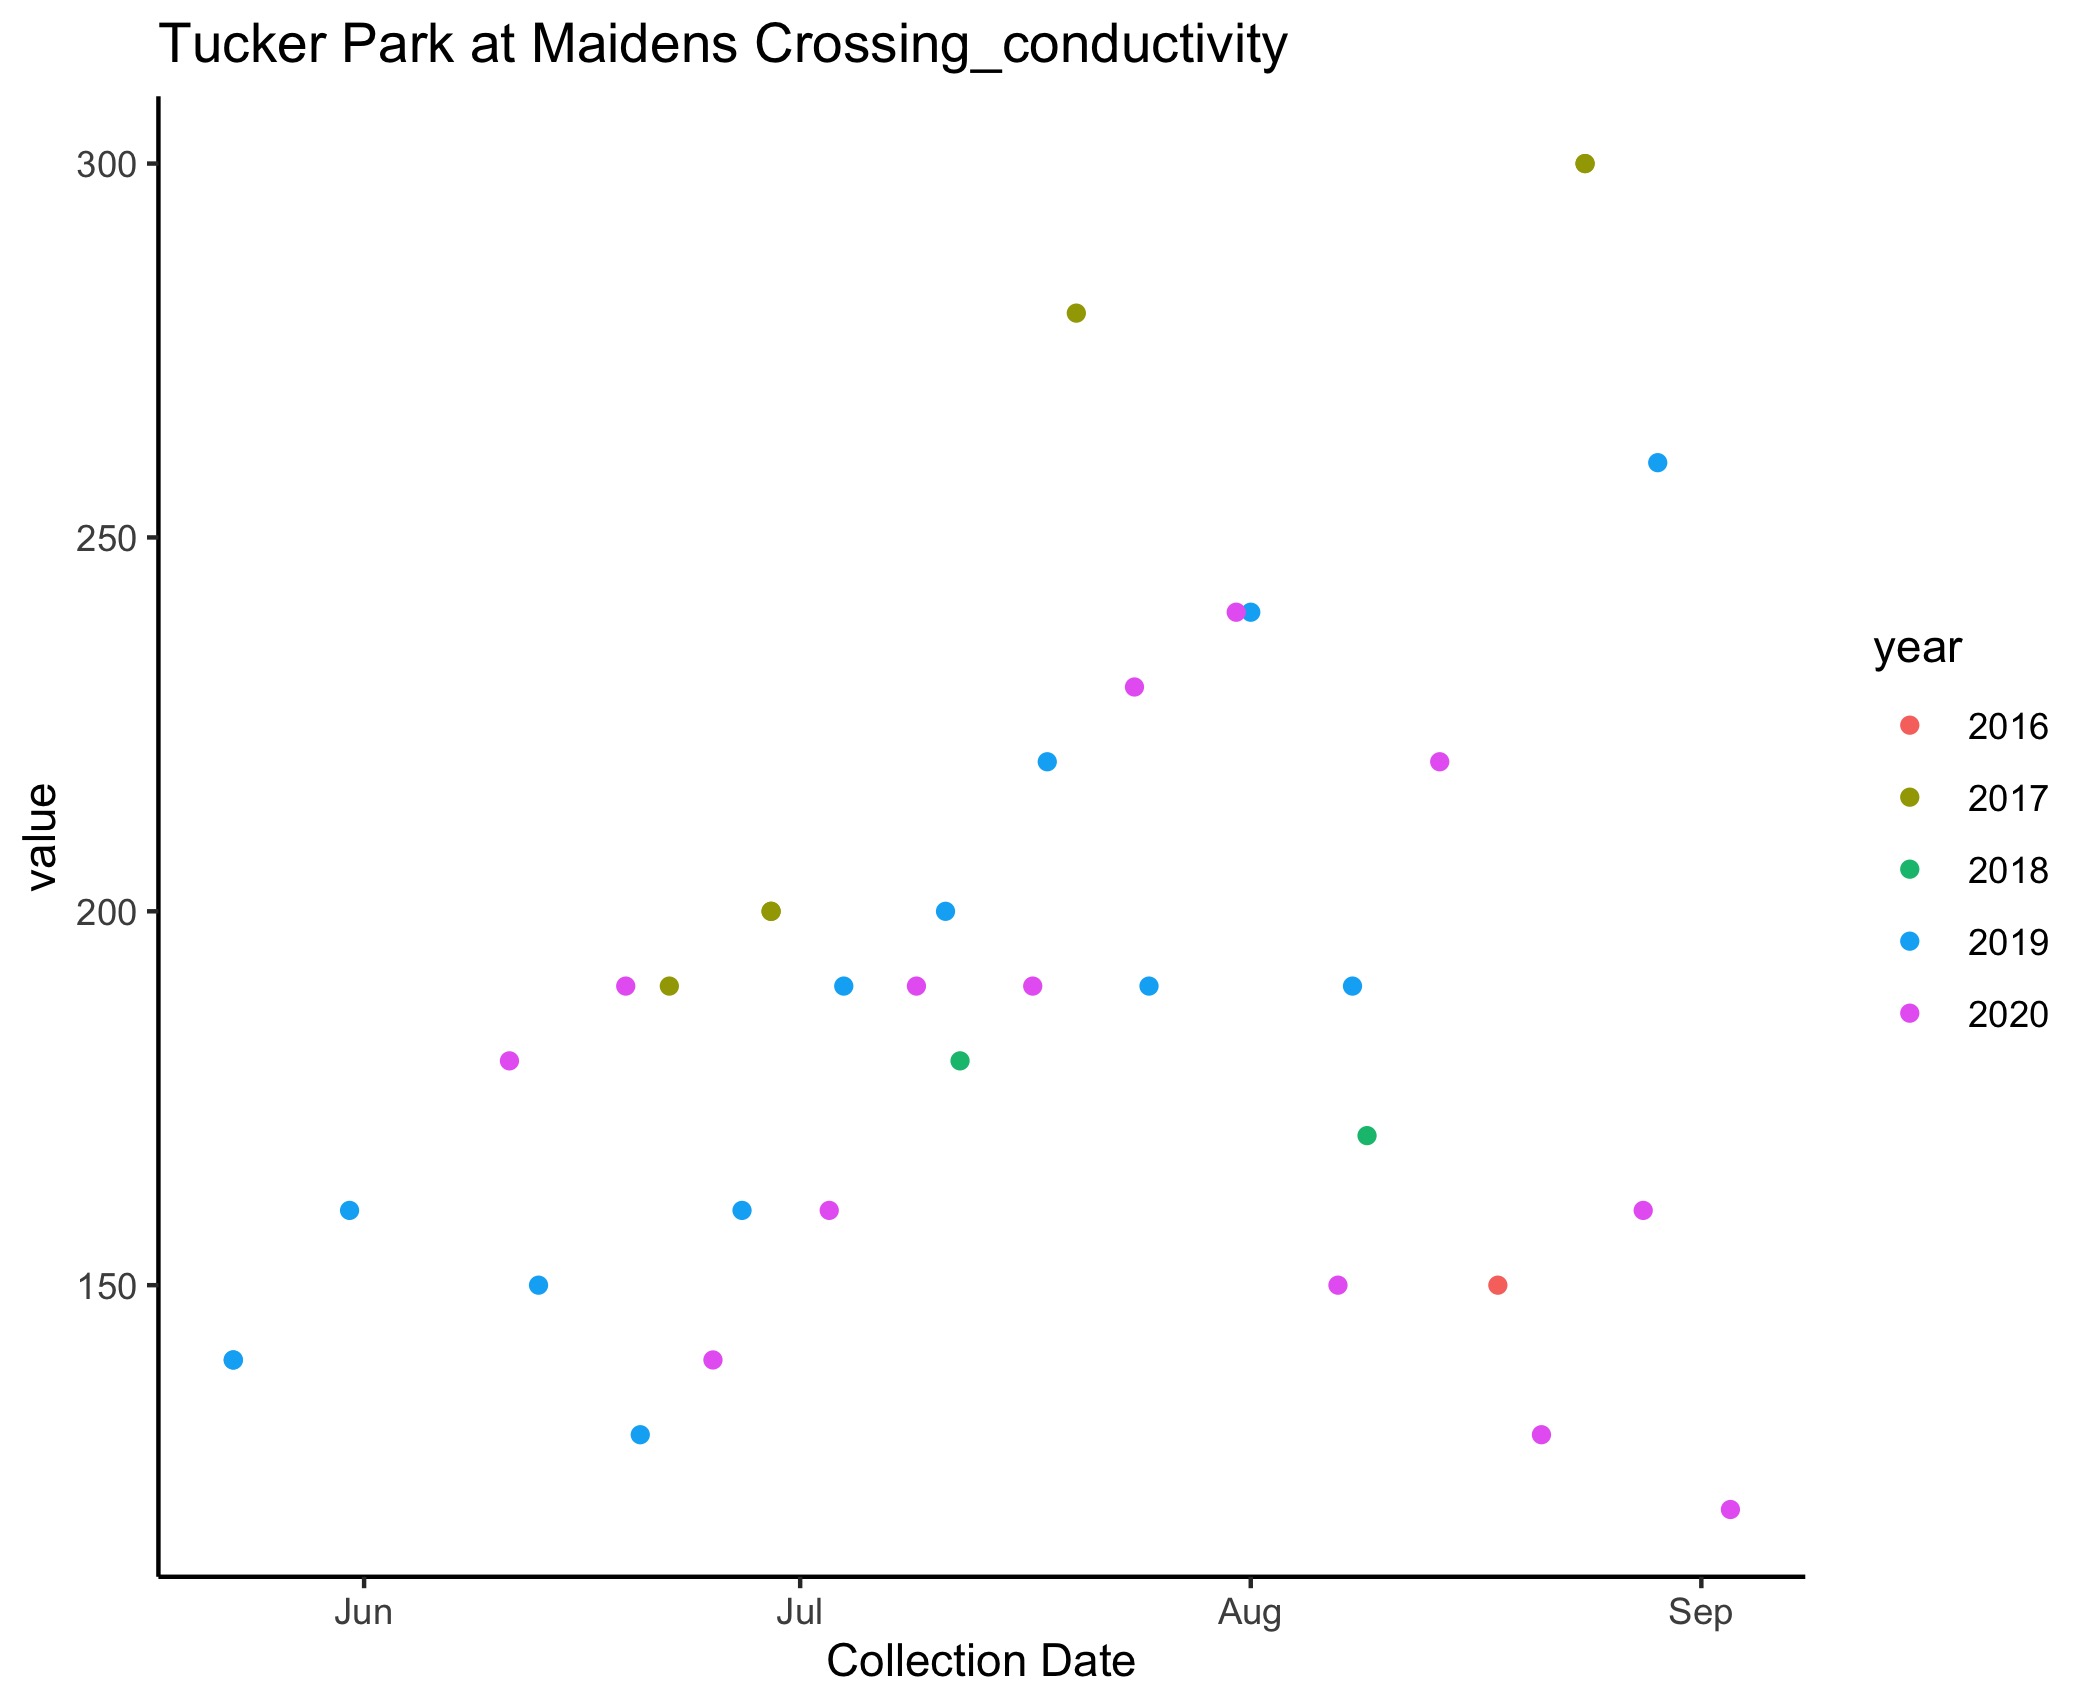 Tucker Park at Maidens Crossing_conductivity
300
250
200
150
value
Jun Jul Aug Sep
Collection Date
year
2016
2017
2018
2019
2020